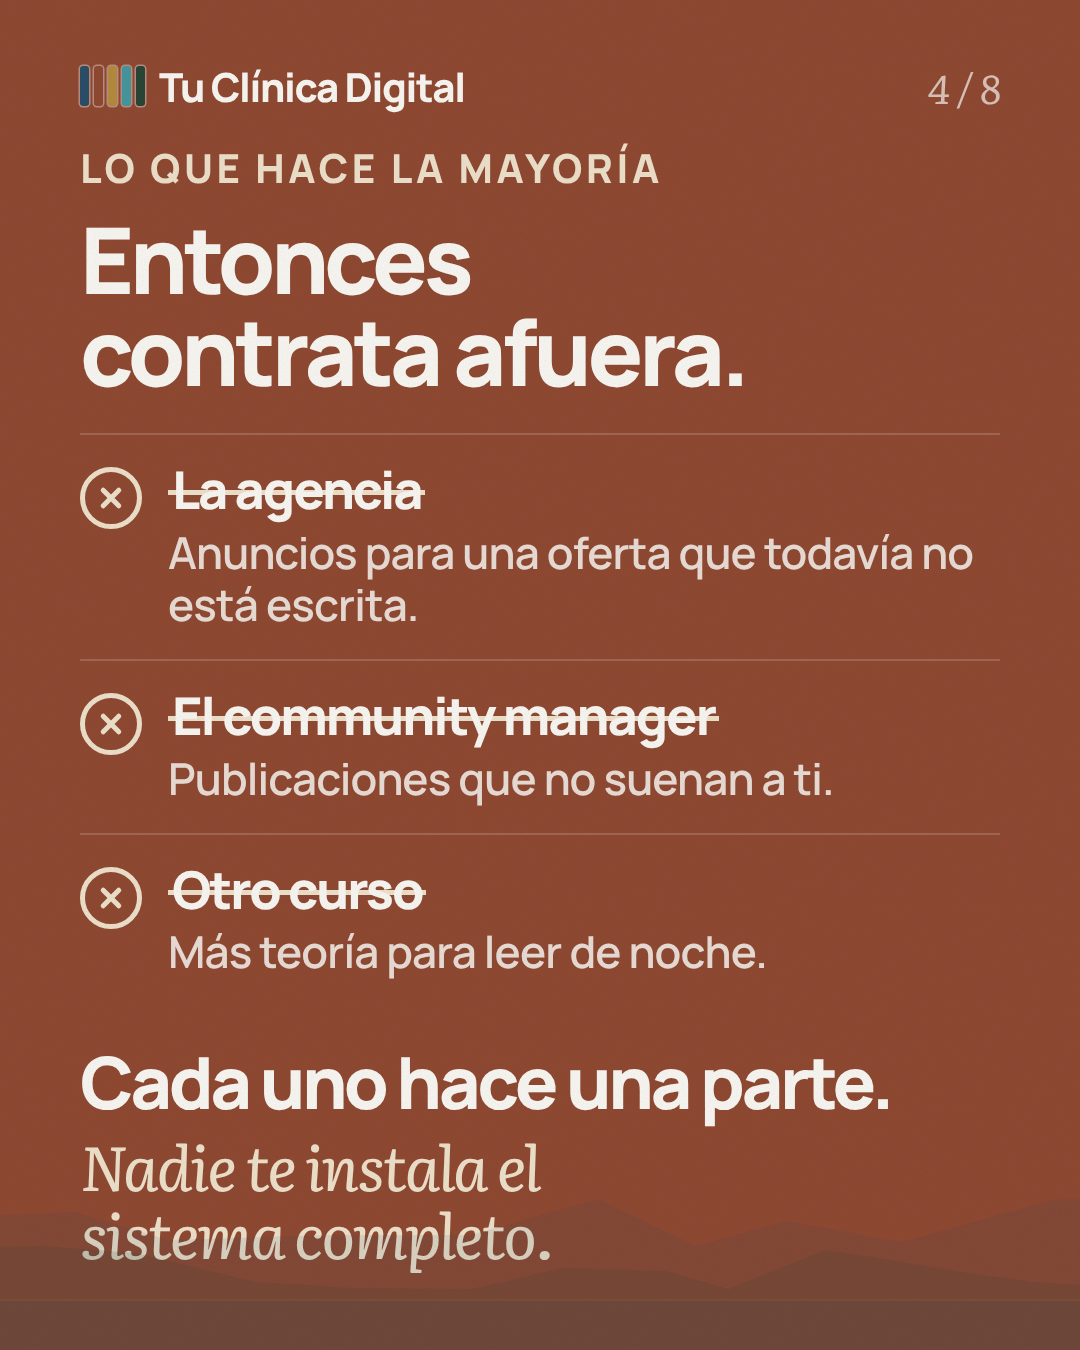 Tu Clínica Digital
4/8
LO QUE HACE LA MAYORÍA
Entonces
contrata afuera.
La agencia
Anuncios para una oferta que todavía no
está escrita.
El community manager
Publicaciones que no suenan a ti.
Otro curso
Más teoría para leer de noche.
Cada uno hace una parte.
Nadie te instala el
sistema completo.